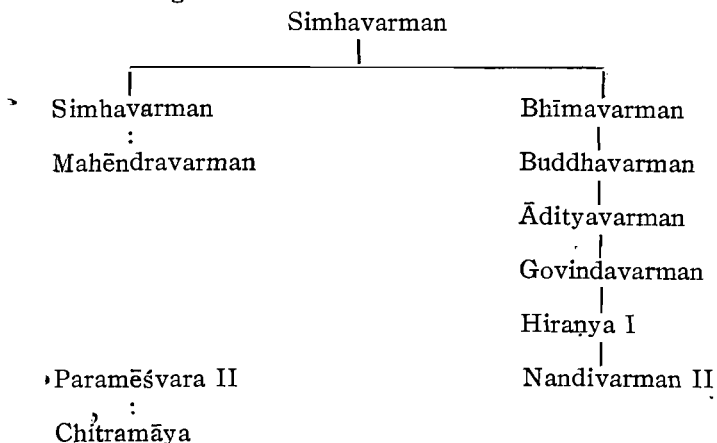 Simhavarman
Simhavarman Bhīmavarman
:
Mahēndravarman Buddhavarman
Ādityavarman
Govindavarman
Hiraṇya I
Paramēśvara II Nandivarman II
:
Chitramāya